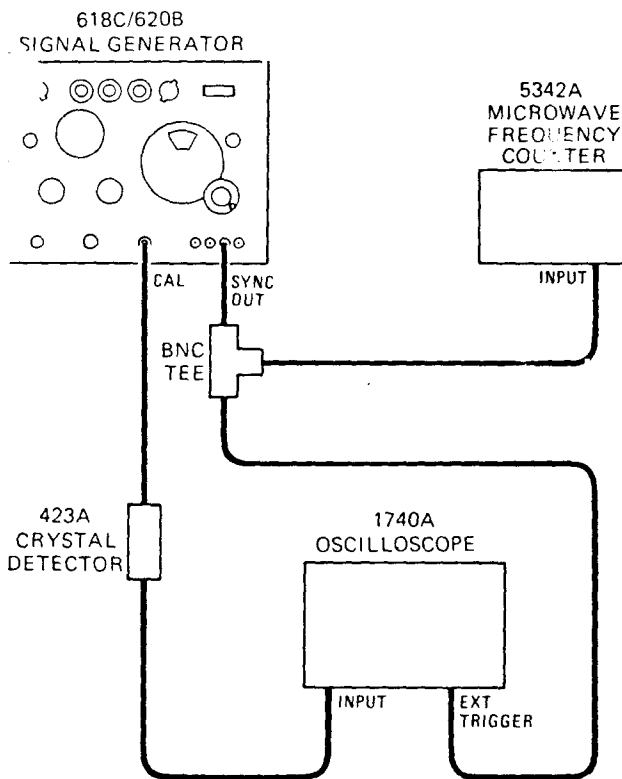 618C/620B
SIGNAL GENERATOR
5342A
MICROWAVE
FREQUENCY
COUNTER
CAL
SYNC
OUT
INPUT
BNC
TEE
423A
CRYSTAL
DETECTOR
1740A
OSCILLOSCOPE
INPUT
EXT
TRIGGER